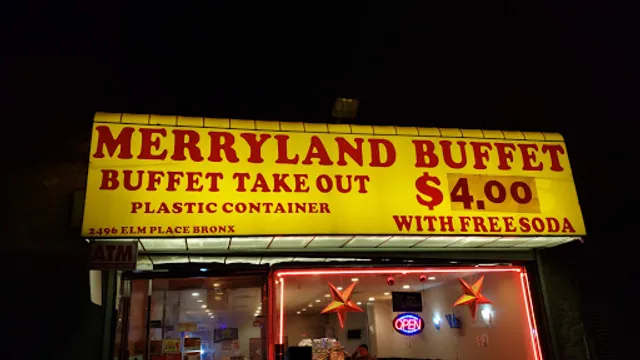 MERRYLAND BUFFET
BUFFET TAKE OUT
$4.00
PLASTIC CONTAINER
WITH FREE SODA
2496 ELM PLACE BRONX
ATM
OPEN